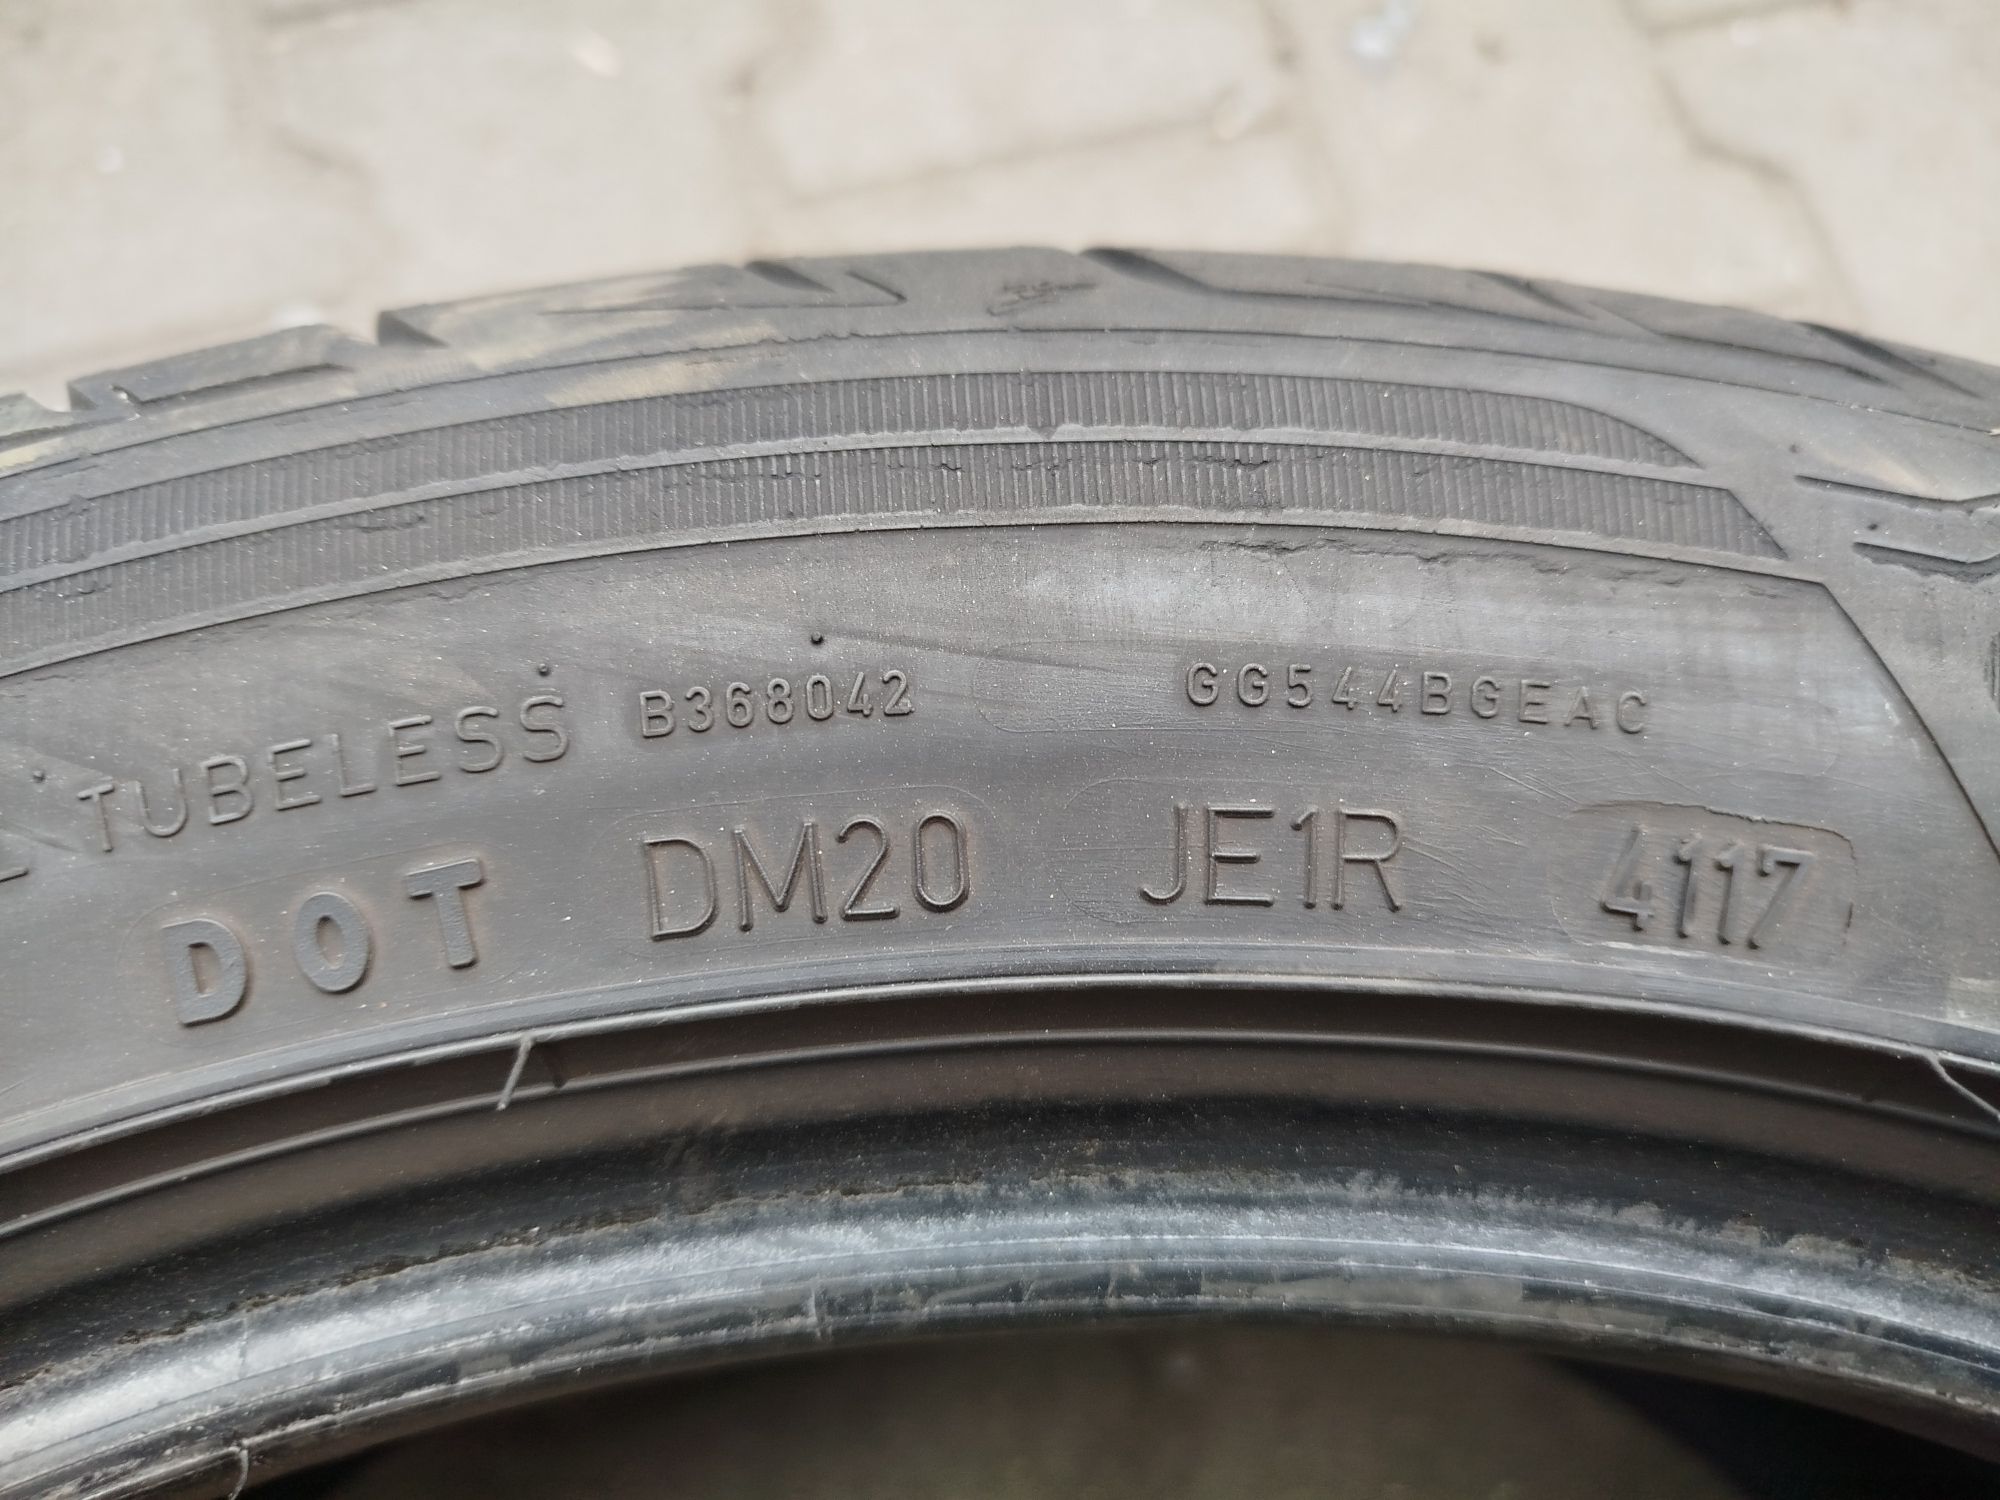 TUBELESS B368042 GG544BGEAC
DOT DM20 JE1R 4117